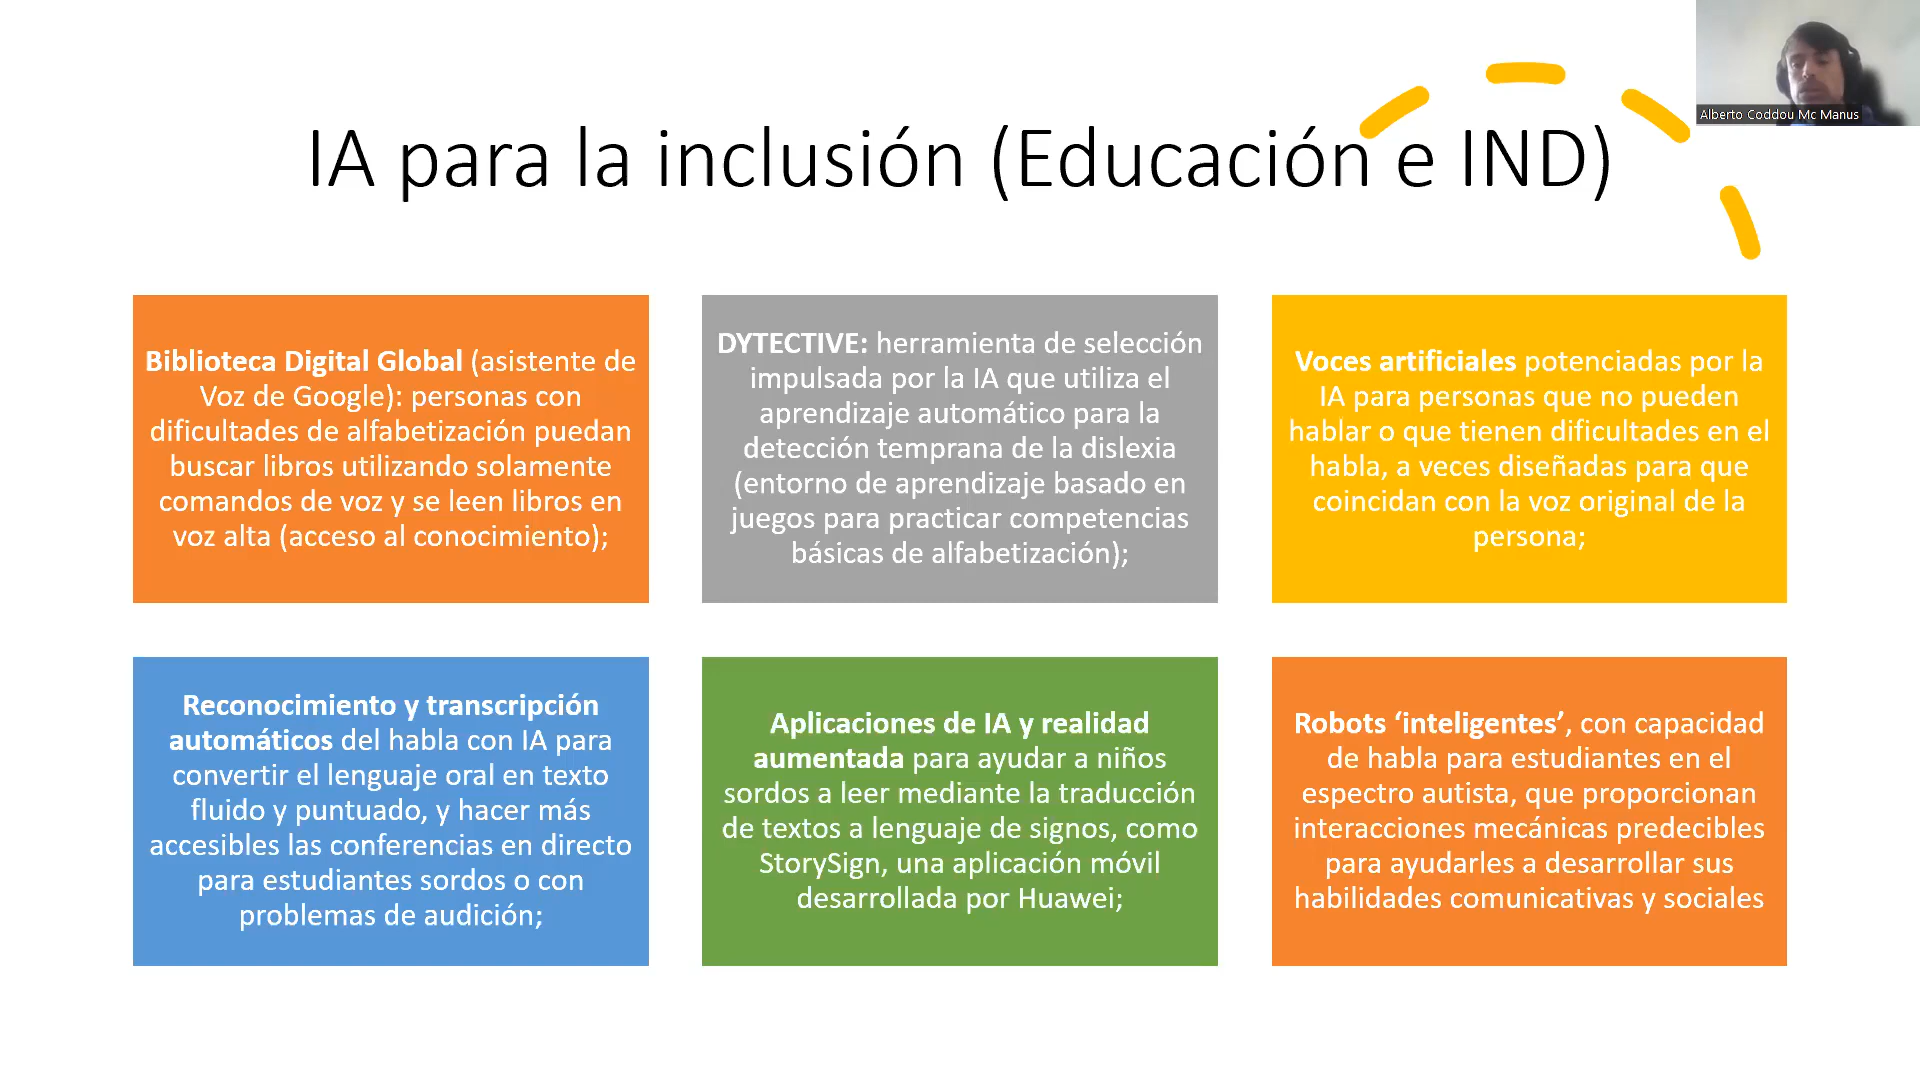 IA para la inclusión (Educación e IND)
Alberto Coddou Mc Manus
Biblioteca Digital Global (asistente de
Voz de Google): personas con
dificultades de alfabetización puedan
buscar libros utilizando solamente
comandos de voz y se leen libros en
voz alta (acceso al conocimiento);
DYTECTIVE: herramienta de selección
impulsada por la IA que utiliza el
aprendizaje automático para la
detección temprana de la dislexia
(entorno de aprendizaje basado en
juegos para practicar competencias
básicas de alfabetización);
Voces artificiales potenciadas por la
IA para personas que no pueden
hablar o que tienen dificultades en el
habla, a veces diseñadas para que
coincidan con la voz original de la
persona;
Reconocimiento y transcripción
automáticos del habla con IA para
convertir el lenguaje oral en texto
fluido y puntuado, y hacer más
accesibles las conferencias en directo
para estudiantes sordos o con
problemas de audición;
Aplicaciones de IA y realidad
aumentada para ayudar a niños
sordos a leer mediante la traducción
de textos a lenguaje de signos, como
StorySign, una aplicación móvil
desarrollada por Huawei;
Robots ‘inteligentes’, con capacidad
de habla para estudiantes en el
espectro autista, que proporcionan
interacciones mecánicas predecibles
para ayudarles a desarrollar sus
habilidades comunicativas y sociales